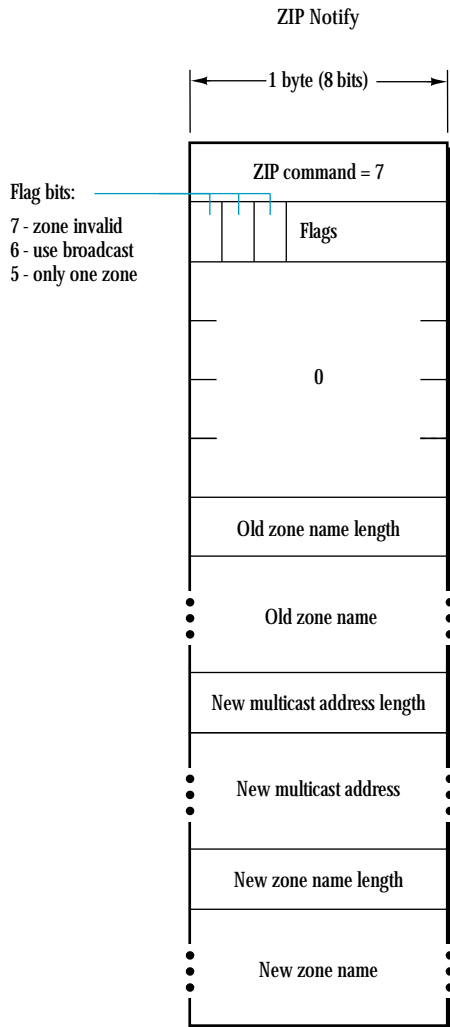 ZIP Notify
1 byte (8 bits)
ZIP command = 7
Flag bits:
7 - zone invalid
6 - use broadcast
5 - only one zone
Flags
0
Old zone name length
Old zone name
New multicast address length
New multicast address
New zone name length
New zone name